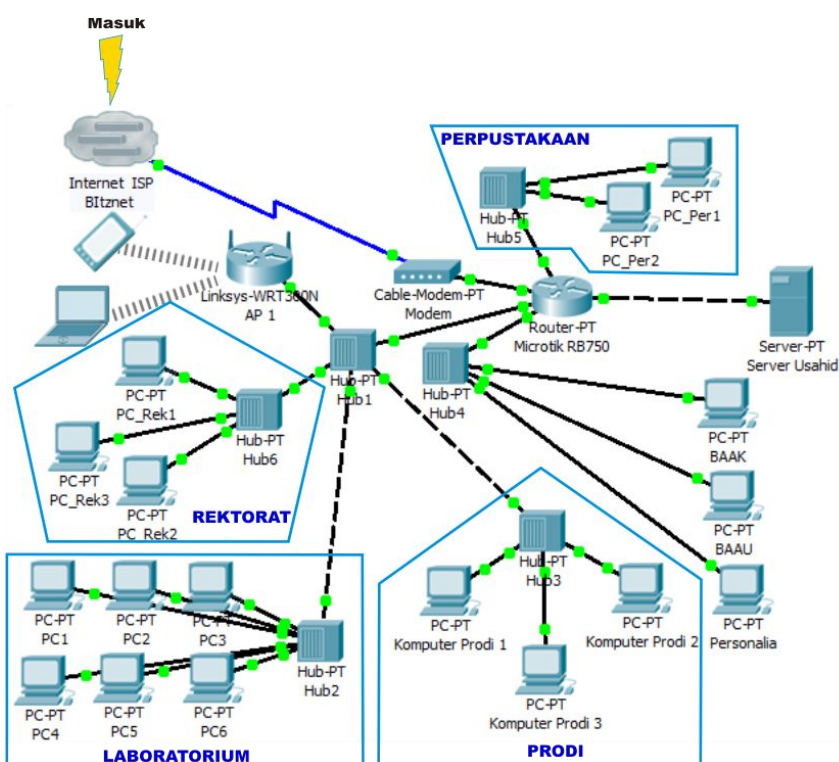 Masuk
Internet ISP
BItznet
Linksys-WRT300N
AP 1
Cable-Modem-PT
Modem
PERPUSTAKAAN
Hub-PT
Hub5
PC-PT
PC_Per1
PC-PT
PC_Per2
Router-PT
Microtik RB750
Server-PT
Server Usahid
Hub-PT
Hub1
Hub-PT
Hub4
PC-PT
BAAK
PC-PT
BAAU
PC-PT
Personalia
PC-PT
PC_Rek1
PC-PT
PC_Rek3
PC-PT
PC_Rek2
Hub-PT
Hub6
REKTORAT
PC-PT
PC1
PC-PT
PC2
PC-PT
PC3
PC-PT
PC4
PC-PT
PC5
PC-PT
PC6
Hub-PT
Hub2
LABORATORIUM
Hub-PT
Hub3
PC-PT
Komputer Prodi 1
PC-PT
Komputer Prodi 2
PC-PT
Komputer Prodi 3
PRODI